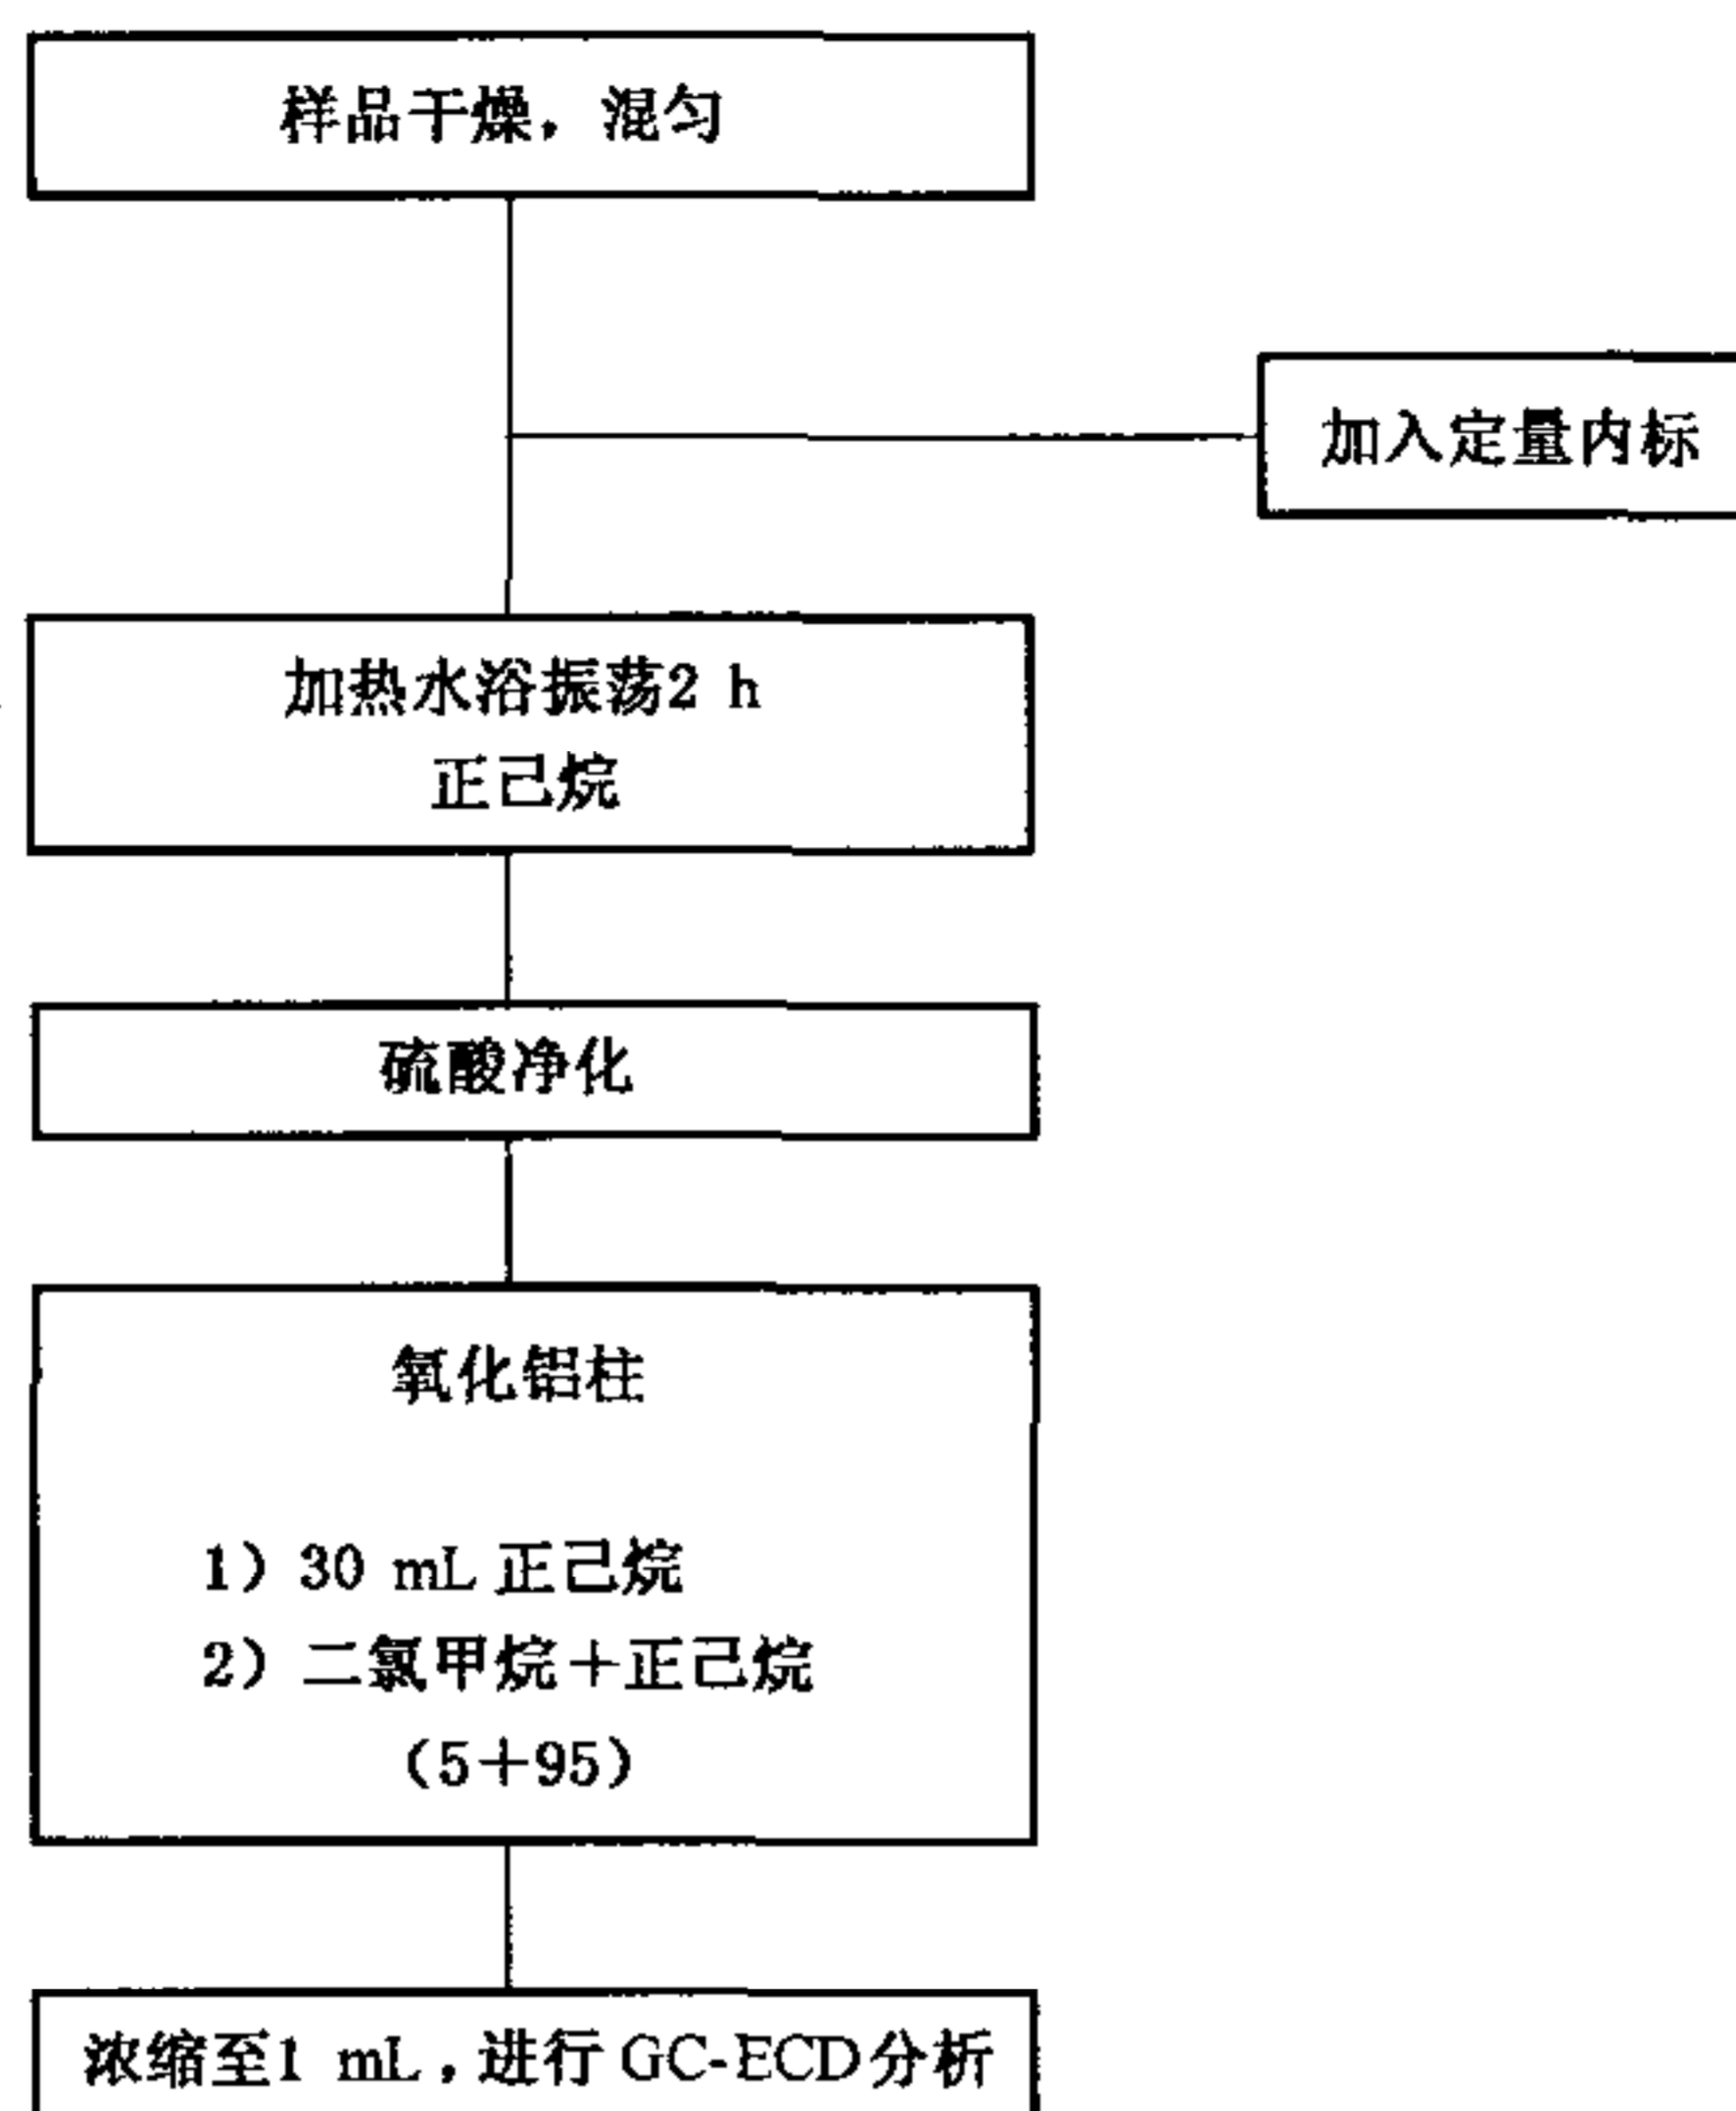 样品干燥，混匀
加入定量内标
加热水浴振荡2 h
正己烷
硫酸净化
氧化铝柱
1）30 mL 正己烷
2）二氯甲烷＋正己烷
（5＋95）
浓缩至1 mL，进行 GC-ECD分析